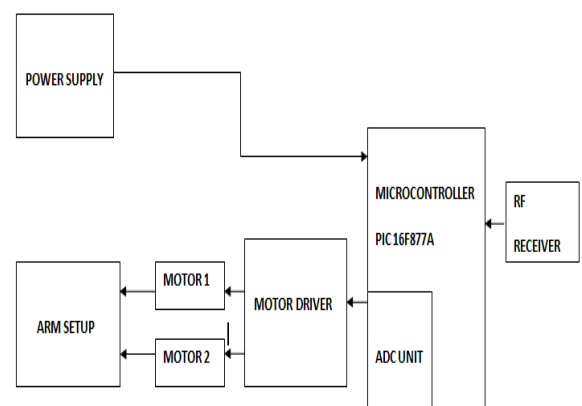 POWER SUPPLY
MICROCONTROLLER
PIC 16F877A
RF
RECEIVER
MOTOR 1
MOTOR DRIVER
ARM SETUP
MOTOR 2
ADC UNIT